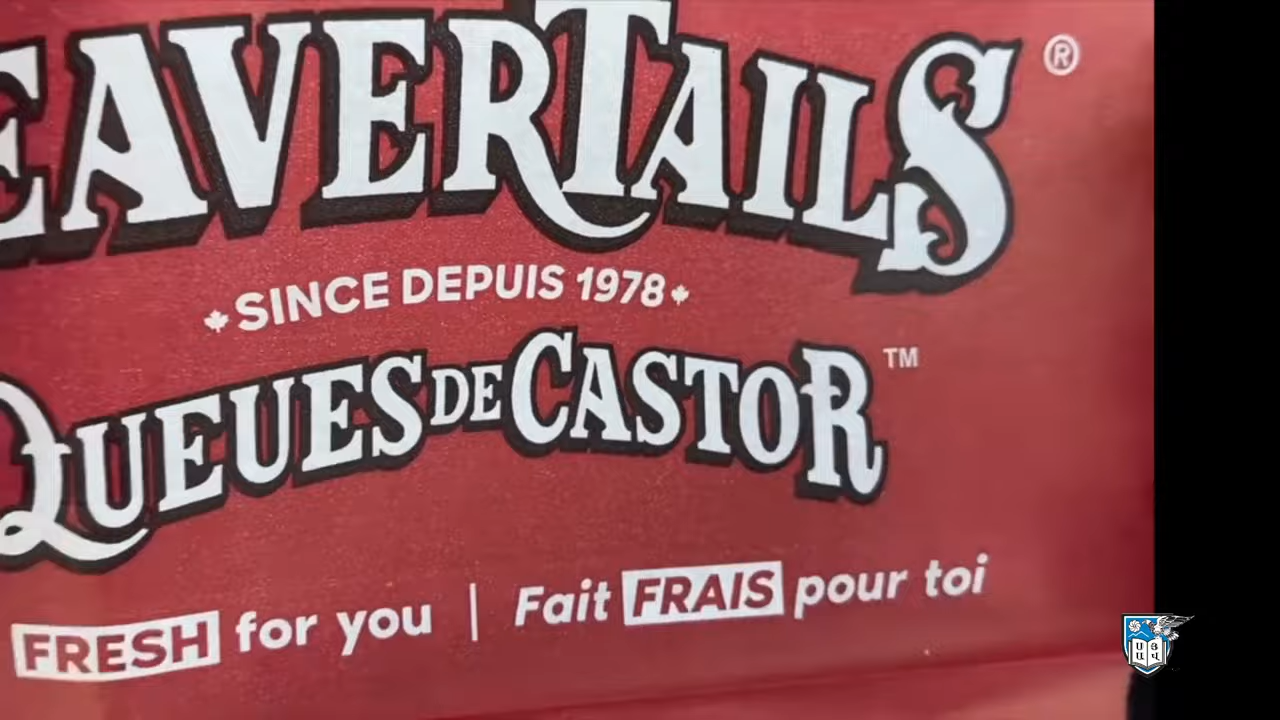 EAVERTAILS®
SINCE DEPUIS 1978
QUEUES DE CASTOR™
FRESH for you | Fait FRAIS pour toi